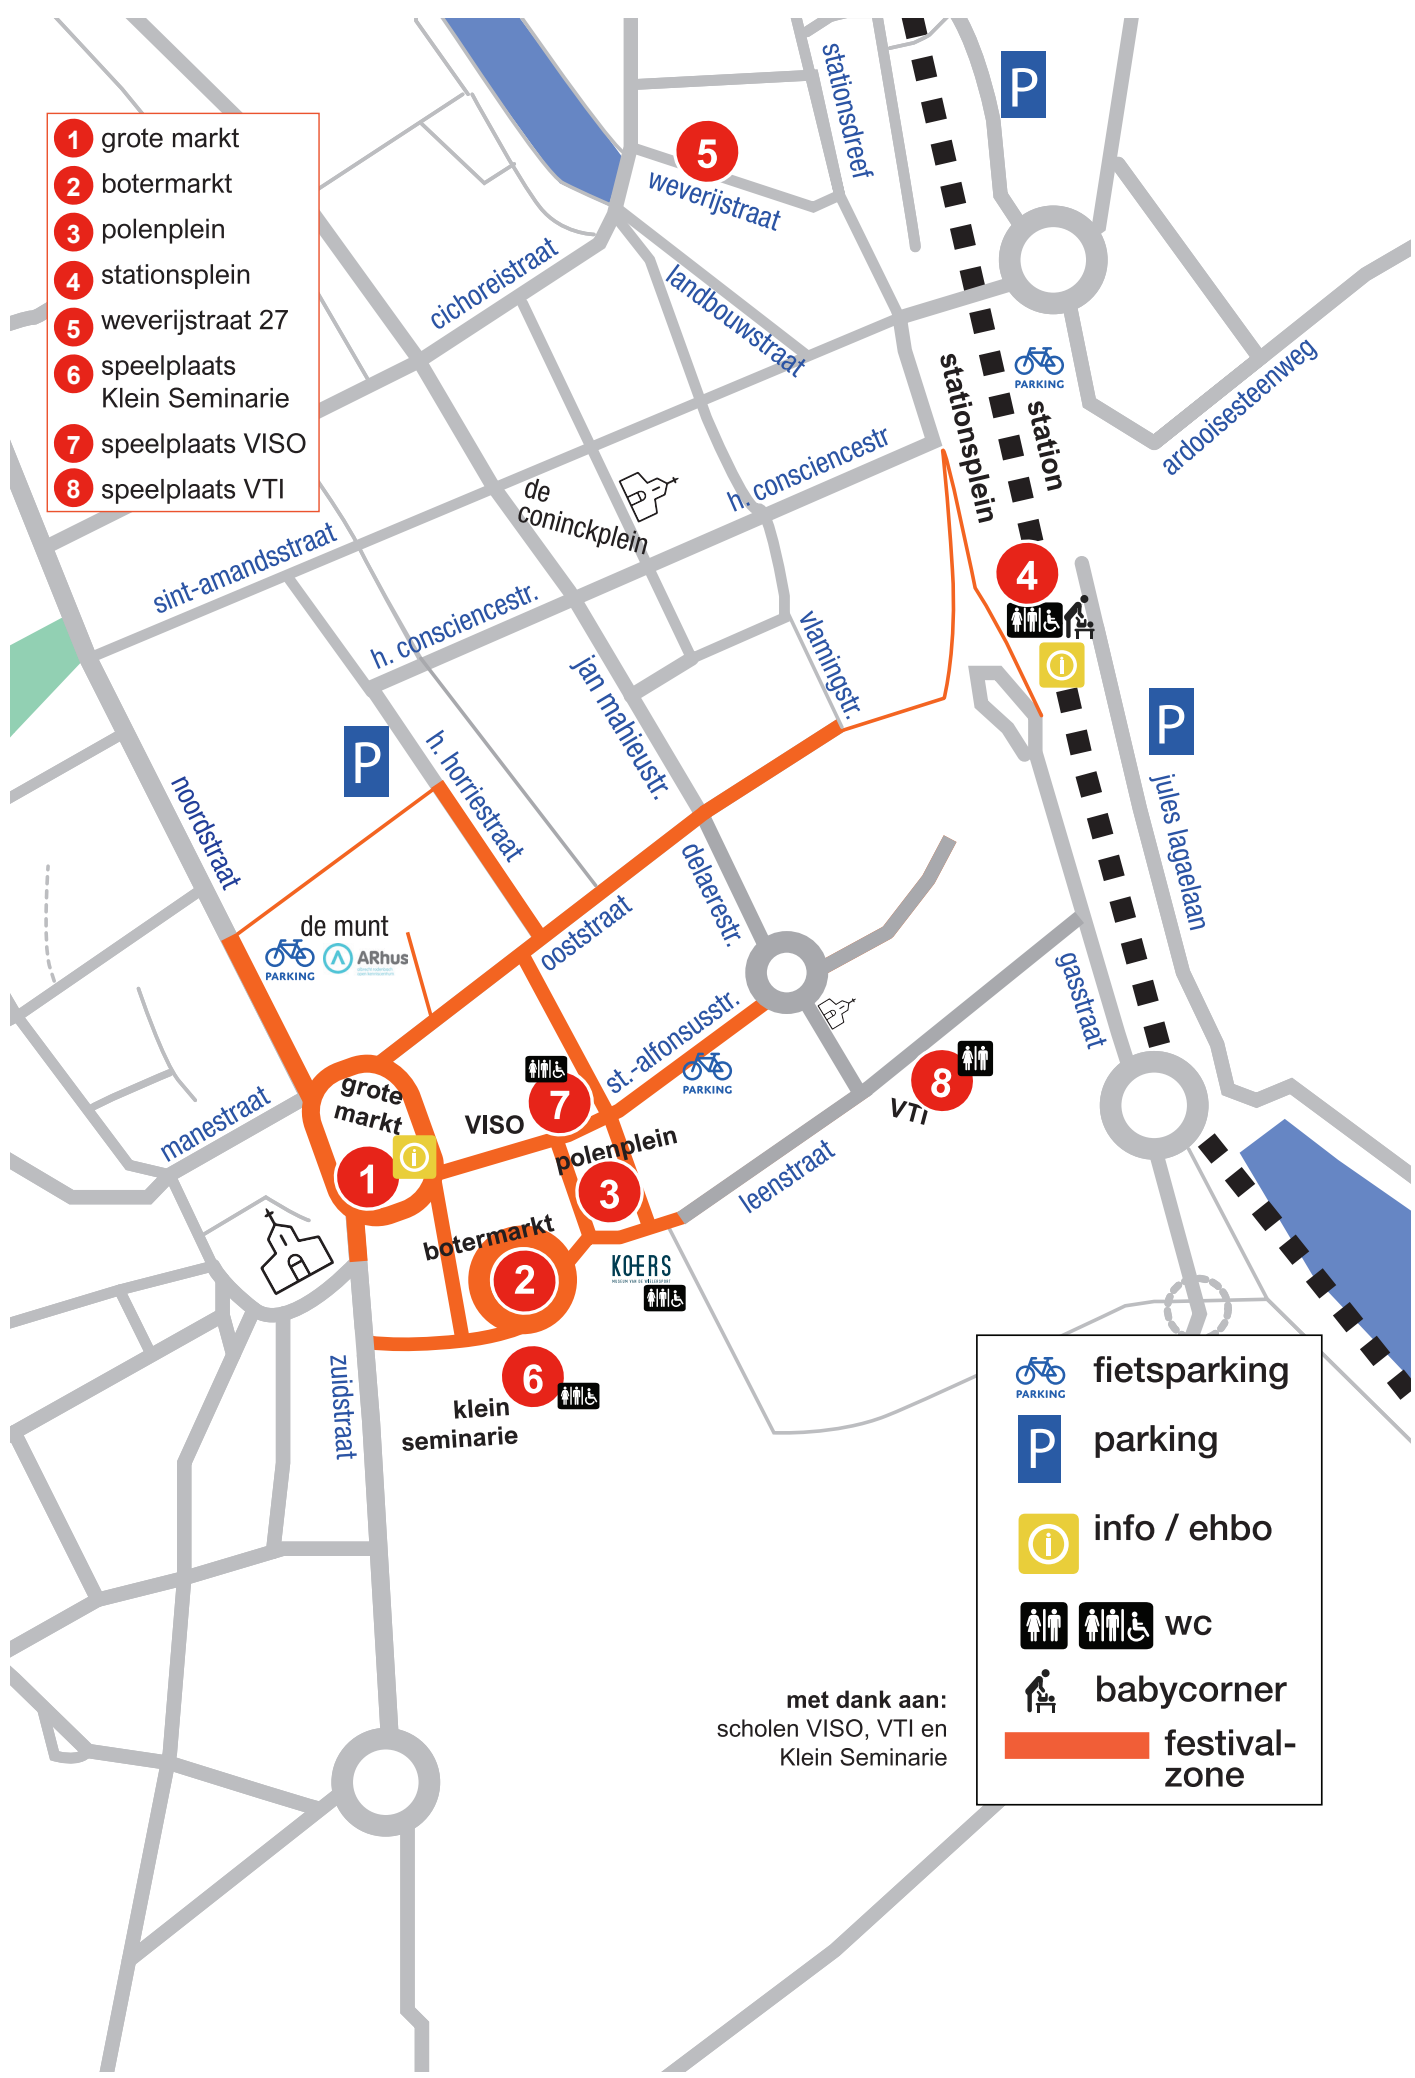 1 grote markt
2 botermarkt
3 polenplein
4 stationsplein
5 weverijstraat 27
6 speelplaats
Klein Seminarie
7 speelplaats VISO
8 speelplaats VTI
stationsdreef
P
5
weverijstraat
cichoreistraat
landbouwstraat
stationsplein
PARKING
station
ardooisesteenweg
h. consciencestr
de
coninckplein
sint-amandsstraat
h. consciencestr.
4
i
vlamingstr.
jan mahieustr.
P
P
h. horriestraat
noordstraat
jules lagaelaan
delaerestr.
de munt
PARKING
ARhus
ooststraat
gasstraat
st.-alfonsusstr.
PARKING
grote
markt
manestraat
VISO
7
8
VTI
polenplein
i
1
3
leenstraat
botermarkt
2
KOERS
MUSEUM VAN DE WIELERSPORT
6
zuidstraat
klein
seminarie
PARKING
fietsparking
P
parking
i
info / ehbo
wc
babycorner
festival-
zone
met dank aan:
scholen VISO, VTI en
Klein Seminarie